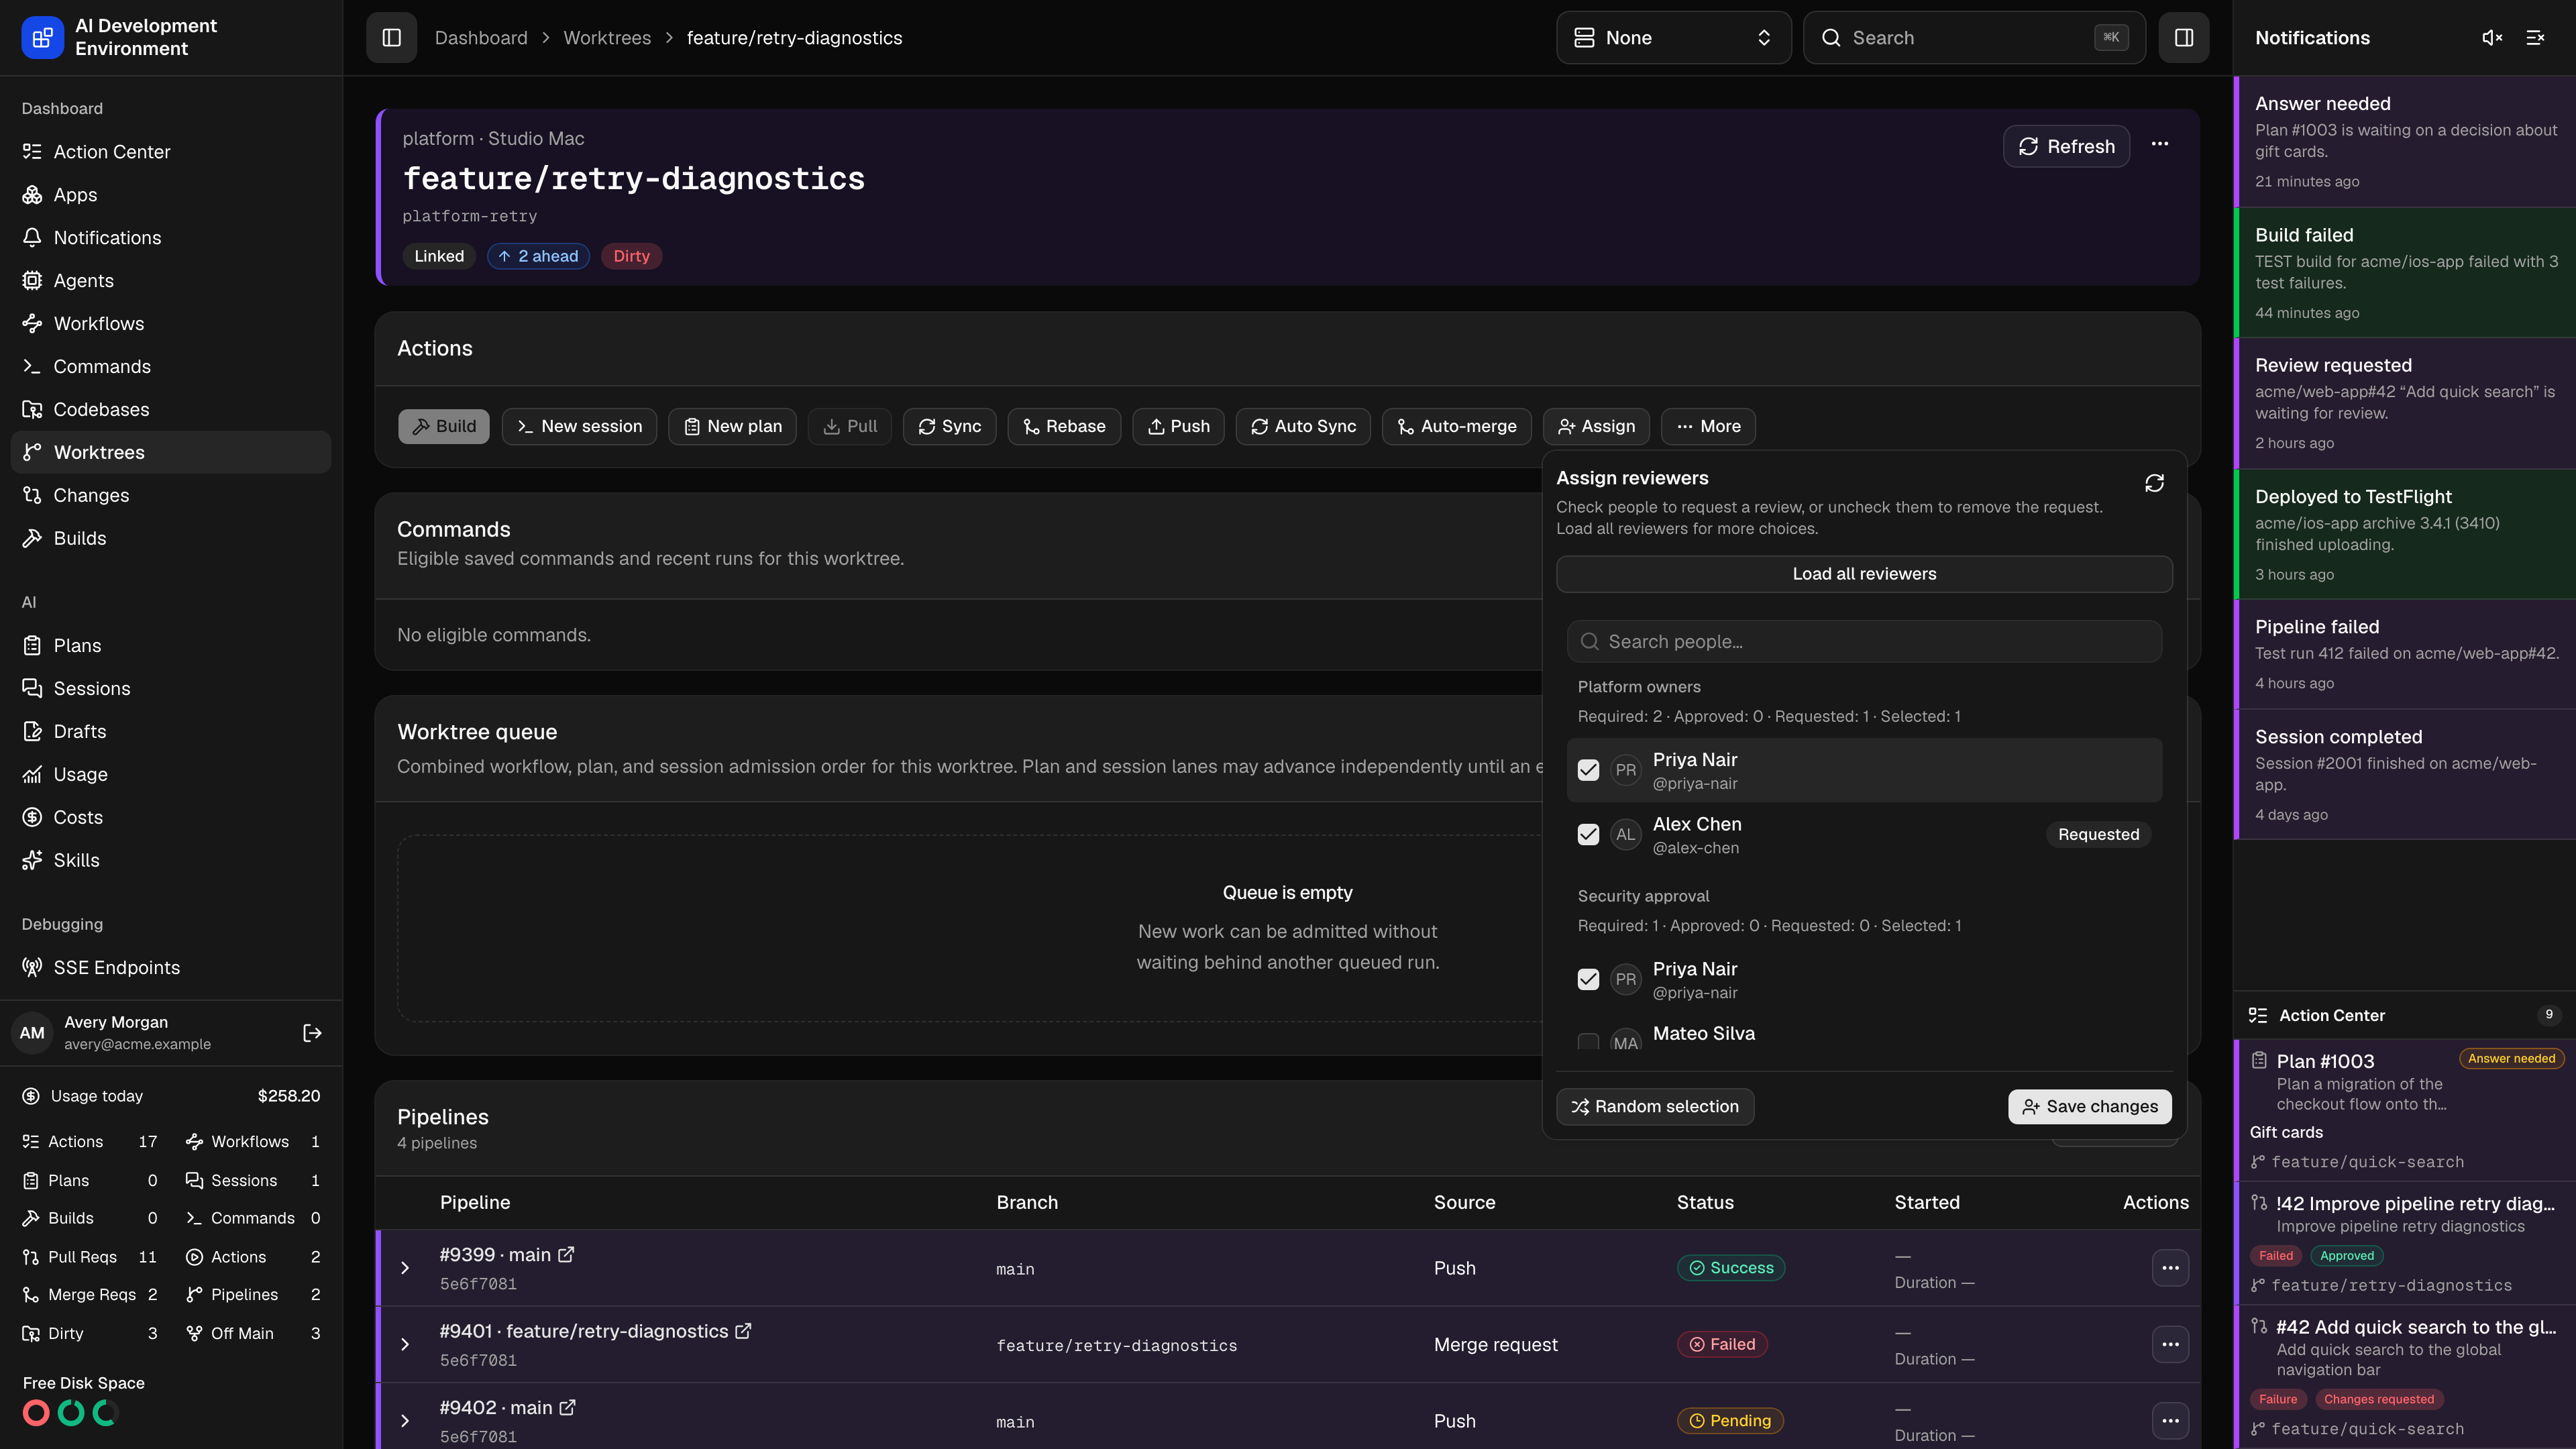 AI Development
Environment
Dashboard
Action Center
Apps
Notifications
Agents
Workflows
Commands
Codebases
Worktrees
Changes
Builds
AI
Plans
Sessions
Drafts
Usage
Costs
Skills
Debugging
SSE Endpoints
AM
Avery Morgan
avery@acme.example
Usage today $258.20
Actions 17 Workflows 1
Plans 0 Sessions 1
Builds 0 Commands 0
Pull Reqs 11 Actions 2
Merge Reqs 2 Pipelines 2
Dirty 3 Off Main 3
Free Disk Space
Dashboard Worktrees feature/retry-diagnostics
None
Search ⌘K
platform · Studio Mac
feature/retry-diagnostics
platform-retry
Linked ↑ 2 ahead Dirty
Refresh
Actions
Build New session New plan Pull Sync Rebase Push Auto Sync Auto-merge Assign More
Commands
Eligible saved commands and recent runs for this worktree.
No eligible commands.
Worktree queue
Combined workflow, plan, and session admission order for this worktree. Plan and session lanes may advance independently until an e
Queue is empty
New work can be admitted without
waiting behind another queued run.
Assign reviewers
Check people to request a review, or uncheck them to remove the request.
Load all reviewers for more choices.
Load all reviewers
Search people...
Platform owners
Required: 2 · Approved: 0 · Requested: 1 · Selected: 1
PR Priya Nair
@priya-nair
AL Alex Chen
@alex-chen
Requested
Security approval
Required: 1 · Approved: 0 · Requested: 0 · Selected: 1
PR Priya Nair
@priya-nair
MA Mateo Silva
Random selection Save changes
Pipelines
4 pipelines
Pipeline Branch Source Status Started Actions
#9399 · main main Push Success —
5e6f7081 Duration —
#9401 · feature/retry-diagnostics feature/retry-diagnostics Merge request Failed —
5e6f7081 Duration —
#9402 · main main Push Pending —
5e6f7081 Duration —
Notifications
Answer needed
Plan #1003 is waiting on a decision about
gift cards.
21 minutes ago
Build failed
TEST build for acme/ios-app failed with 3
test failures.
44 minutes ago
Review requested
acme/web-app#42 “Add quick search” is
waiting for review.
2 hours ago
Deployed to TestFlight
acme/ios-app archive 3.4.1 (3410)
finished uploading.
3 hours ago
Pipeline failed
Test run 412 failed on acme/web-app#42.
4 hours ago
Session completed
Session #2001 finished on acme/web-
app.
4 days ago
Action Center 9
Plan #1003 Answer needed
Plan a migration of the
checkout flow onto th...
Gift cards
feature/quick-search
!42 Improve pipeline retry diag...
Improve pipeline retry diagnostics
Failed Approved
feature/retry-diagnostics
#42 Add quick search to the gl...
Add quick search to the global
navigation bar
Failure Changes requested
feature/quick-search